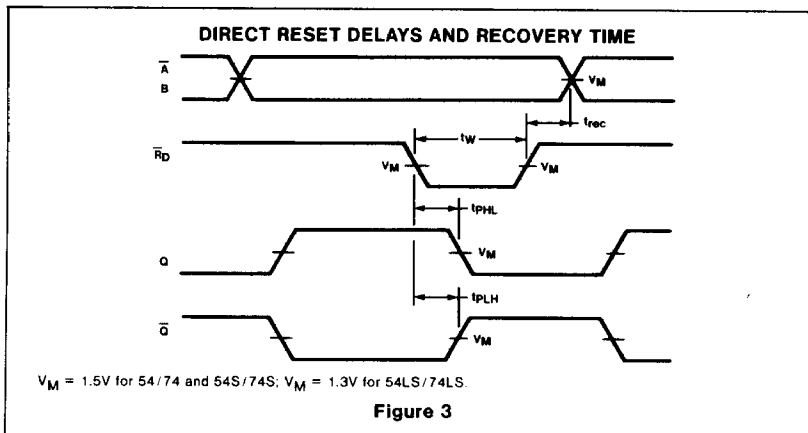 DIRECT RESET DELAYS AND RECOVERY TIME
A̅
B
VM
trec
tW
R̅D
VM
VM
tPHL
Q
VM
tPLH
Q̅
VM
VM = 1.5V for 54/74 and 54S/74S; VM = 1.3V for 54LS/74LS.
Figure 3